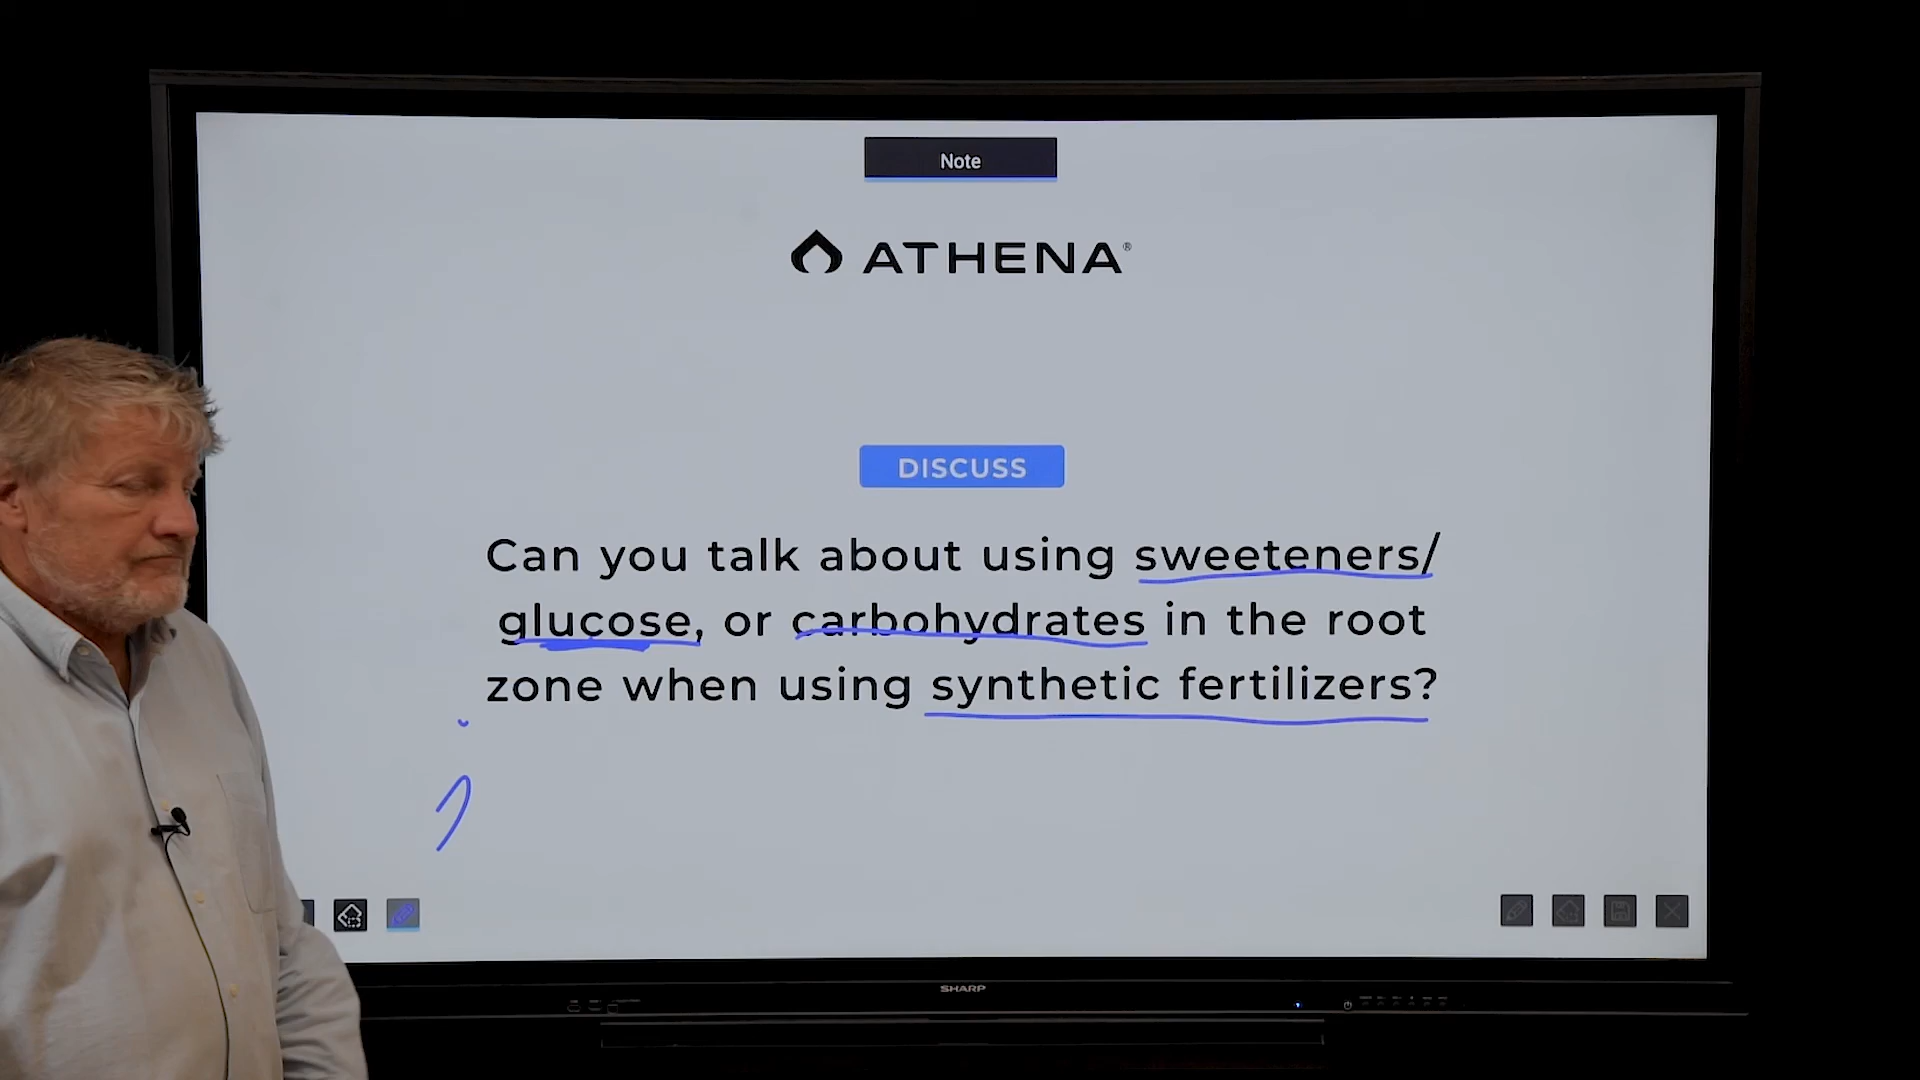 Note
ATHENA®
DISCUSS
Can you talk about using sweeteners/
glucose, or carbohydrates in the root
zone when using synthetic fertilizers?
SHARP